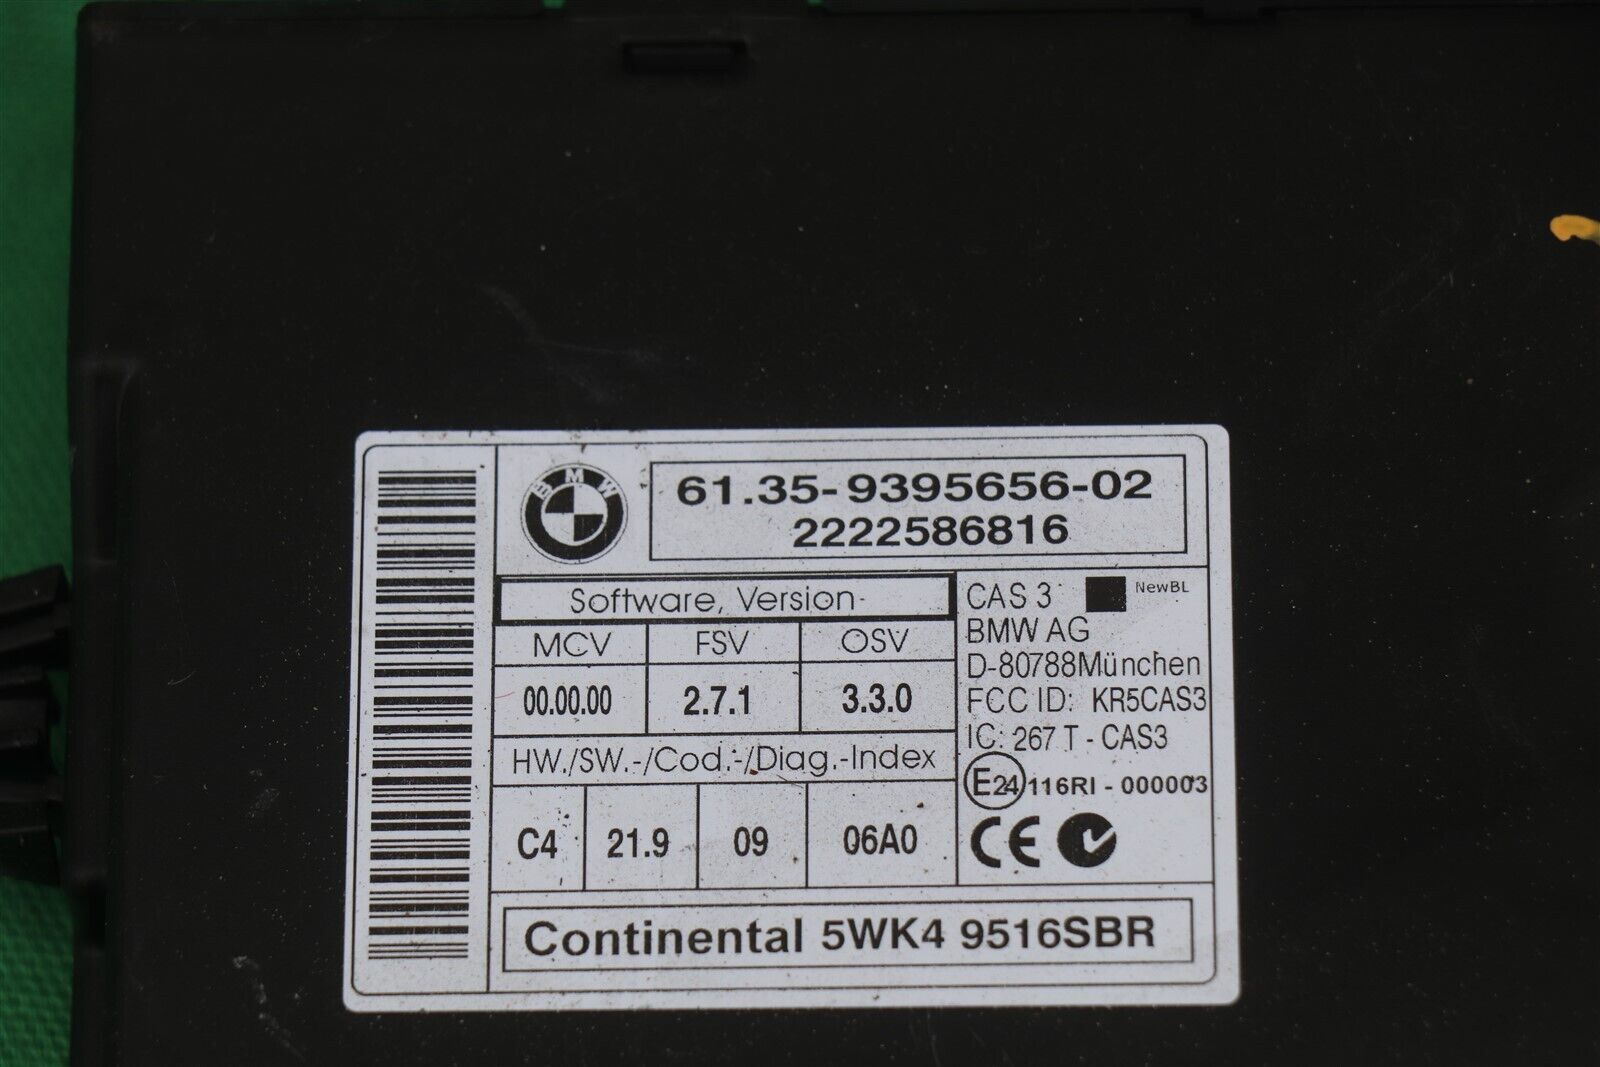 BMW
61.35-9395656-02
2222586816
Software, Version
MCV FSV OSV
00.00.00 2.7.1 3.3.0
HW./SW.-/Cod.-/Diag.-Index
C4 21.9 09 06A0
CAS 3 NewBL
BMW AG
D-80788München
FCC ID: KR5CAS3
IC: 267 T - CAS3
E24 116RI - 000003
CE
Continental 5WK4 9516SBR